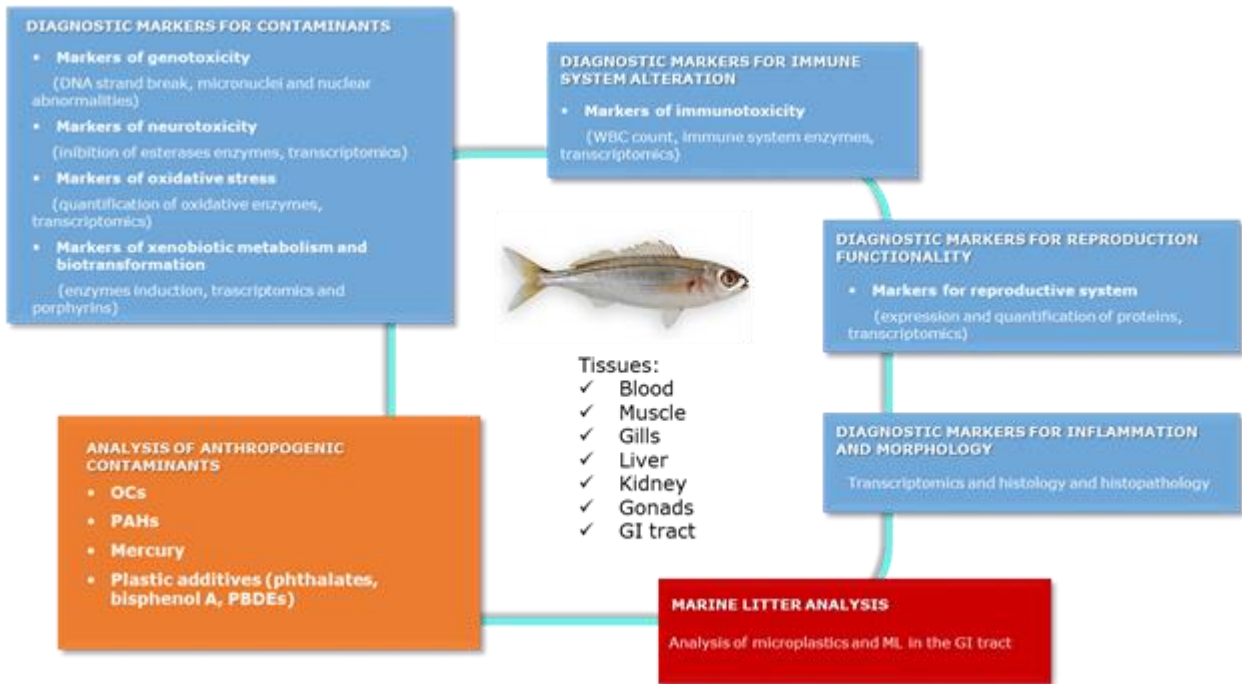 DIAGNOSTIC MARKERS FOR CONTAMINANTS
• Markers of genotoxicity
(DNA strand break, micronuclei and nuclear
abnormalities)
• Markers of neurotoxicity
(inibition of esterases enzymes, transcriptomics)
• Markers of oxidative stress
(quantification of oxidative enzymes,
transcriptomics)
• Markers of xenobiotic metabolism and
biotransformation
(enzymes induction, trascriptomics and
porphyrins)
DIAGNOSTIC MARKERS FOR IMMUNE
SYSTEM ALTERATION
• Markers of immunotoxicity
(WBC count, immune system enzymes,
transcriptomics)
DIAGNOSTIC MARKERS FOR REPRODUCTION
FUNCTIONALITY
• Markers for reproductive system
(expression and quantification of proteins,
transcriptomics)
DIAGNOSTIC MARKERS FOR INFLAMMATION
AND MORPHOLOGY
Transcriptomics and histology and histopathology
Tissues:
✓ Blood
✓ Muscle
✓ Gills
✓ Liver
✓ Kidney
✓ Gonads
✓ GI tract
ANALYSIS OF ANTHROPOGENIC
CONTAMINANTS
• OCs
• PAHs
• Mercury
• Plastic additives (phthalates,
bisphenol A, PBDEs)
MARINE LITTER ANALYSIS
Analysis of microplastics and ML in the GI tract